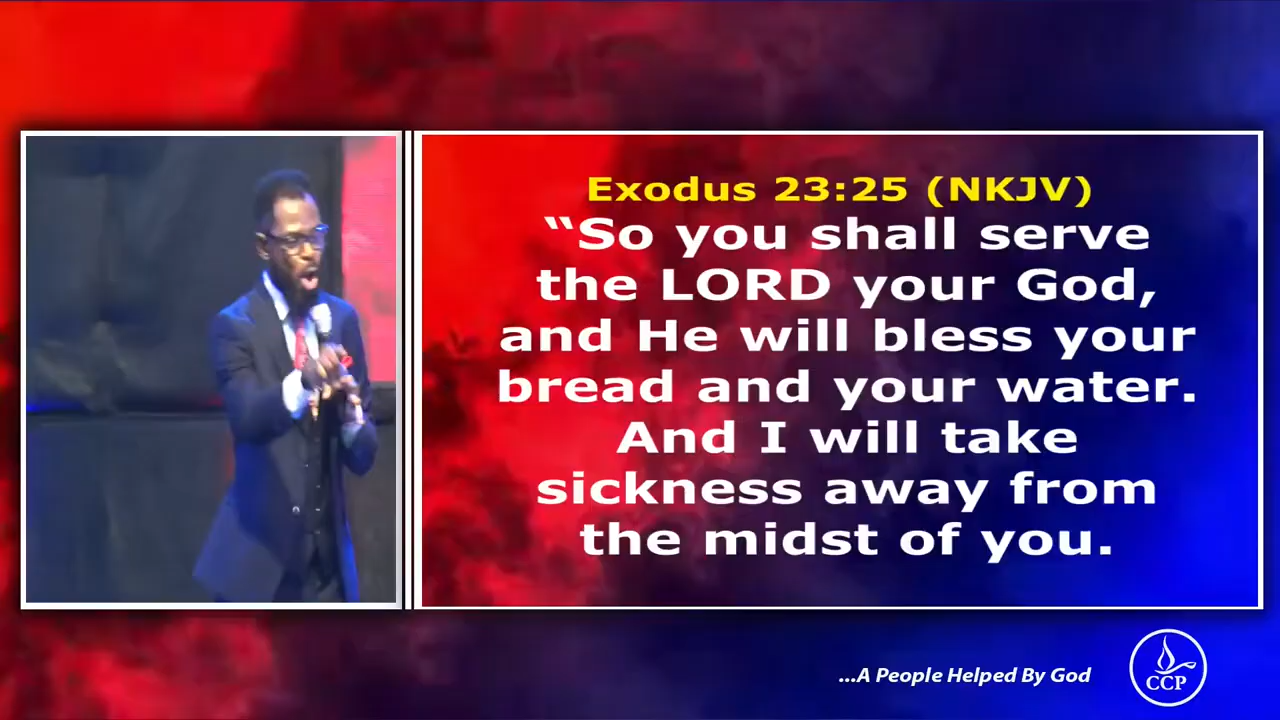 Exodus 23:25 (NKJV)
“So you shall serve
the LORD your God,
and He will bless your
bread and your water.
And I will take
sickness away from
the midst of you.
...A People Helped By God
CCP